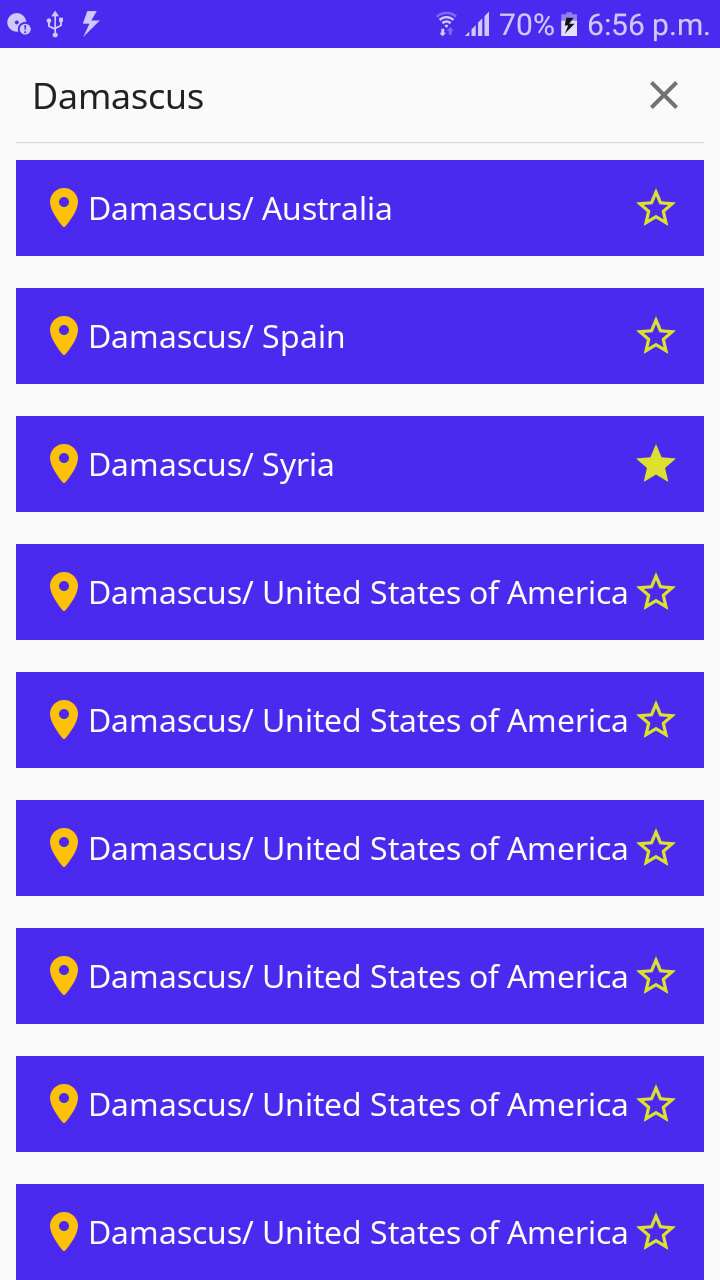 70% 6:56 p.m.
Damascus
Damascus/ Australia
Damascus/ Spain
Damascus/ Syria
Damascus/ United States of America
Damascus/ United States of America
Damascus/ United States of America
Damascus/ United States of America
Damascus/ United States of America
Damascus/ United States of America